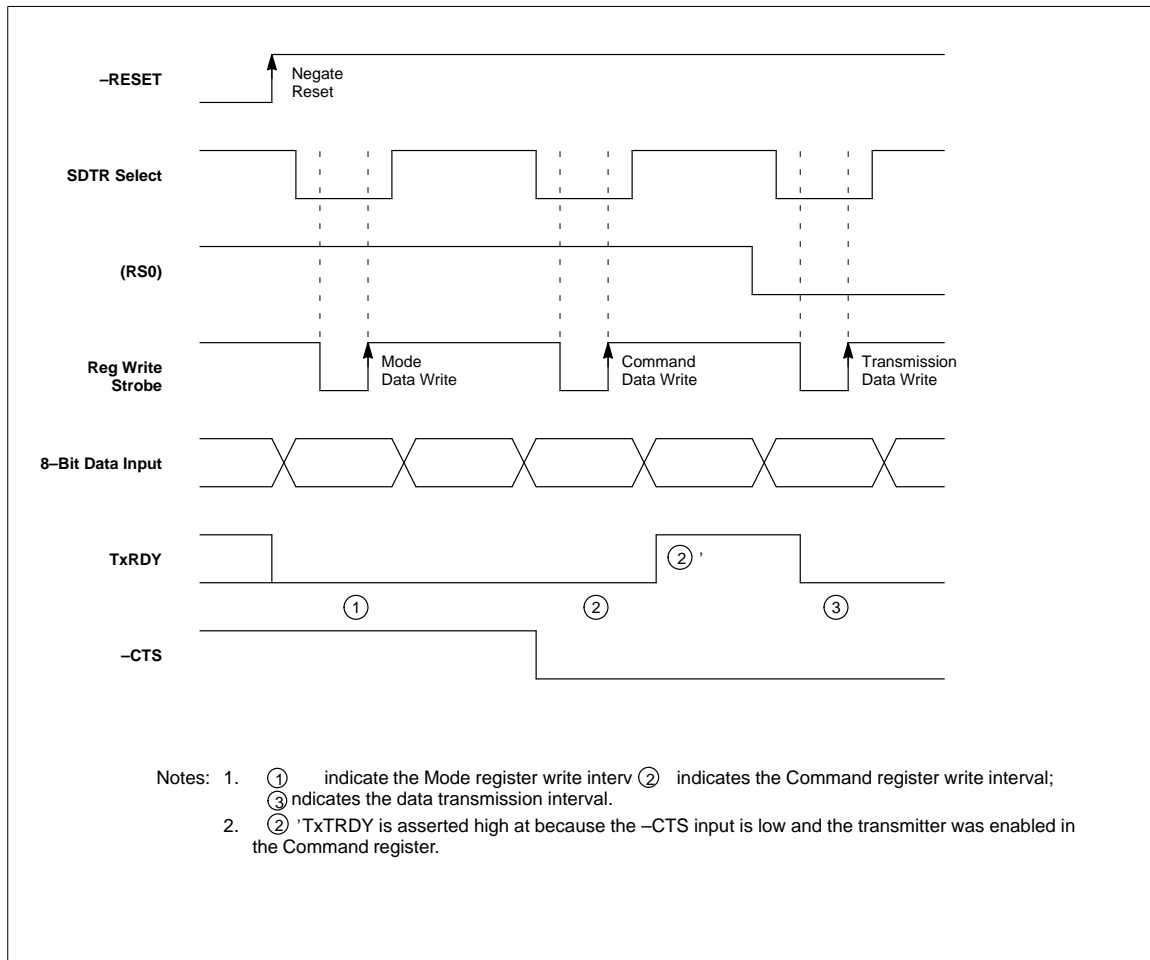 –RESET
Negate
Reset
SDTR Select
(RS0)
Reg Write
Strobe
Mode
Data Write
Command
Data Write
Transmission
Data Write
8–Bit Data Input
TxRDY
2 '
1
2
3
–CTS
Notes: 1. 1 indicate the Mode register write interv 2 indicates the Command register write interval;
3 ndicates the data transmission interval.
2. 2 ' TxTRDY is asserted high at because the –CTS input is low and the transmitter was enabled in
the Command register.